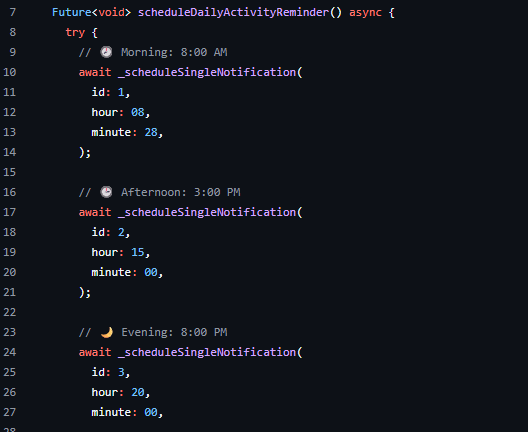 7 Future<void> scheduleDailyActivityReminder() async {
8 try {
9 // 🕗 Morning: 8:00 AM
10 await _scheduleSingleNotification(
11 id: 1,
12 hour: 08,
13 minute: 28,
14 );
15
16 // 🕒 Afternoon: 3:00 PM
17 await _scheduleSingleNotification(
18 id: 2,
19 hour: 15,
20 minute: 00,
21 );
22
23 // 🌙 Evening: 8:00 PM
24 await _scheduleSingleNotification(
25 id: 3,
26 hour: 20,
27 minute: 00,
28